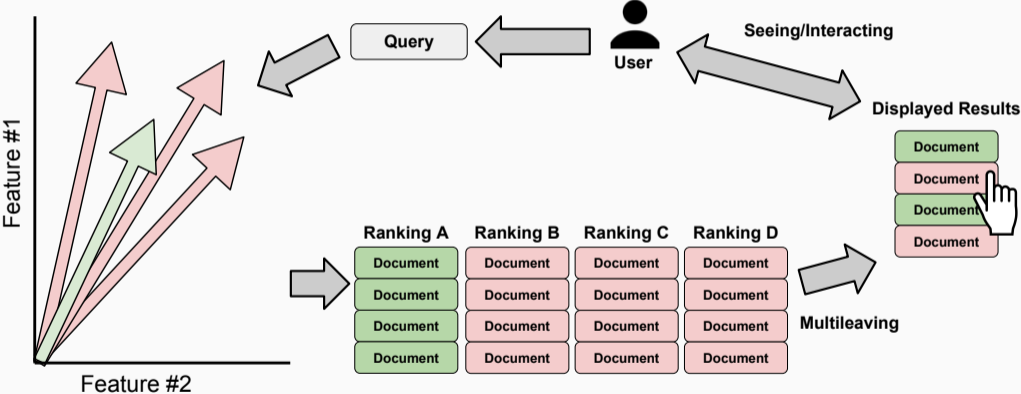 Query
User
Seeing/Interacting
Displayed Results
Document
Document
Document
Document
Feature #1
Feature #2
Ranking A Ranking B Ranking C Ranking D
Document Document Document Document
Document Document Document Document
Document Document Document Document
Document Document Document Document
Multileaving